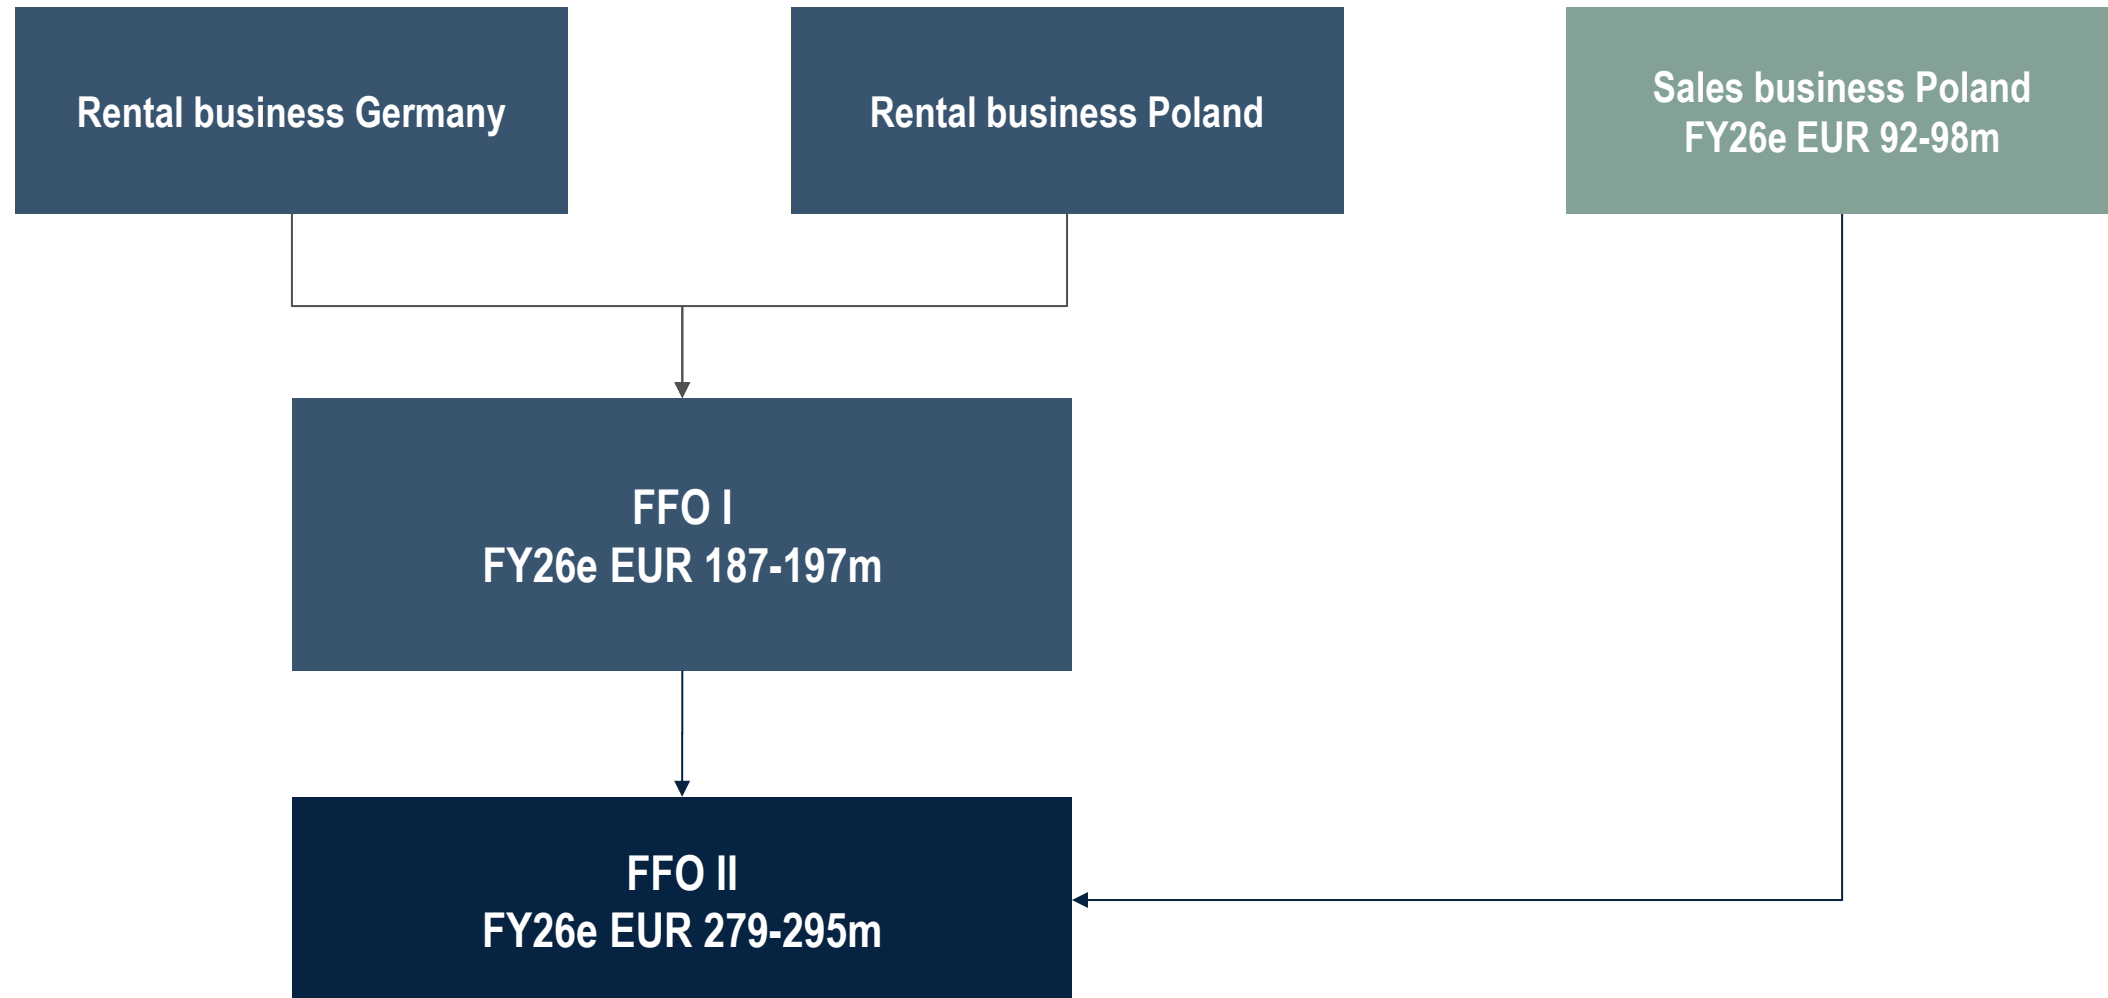 Rental business Germany
Rental business Poland
Sales business Poland
FY26e EUR 92-98m
FFO I
FY26e EUR 187-197m
FFO II
FY26e EUR 279-295m